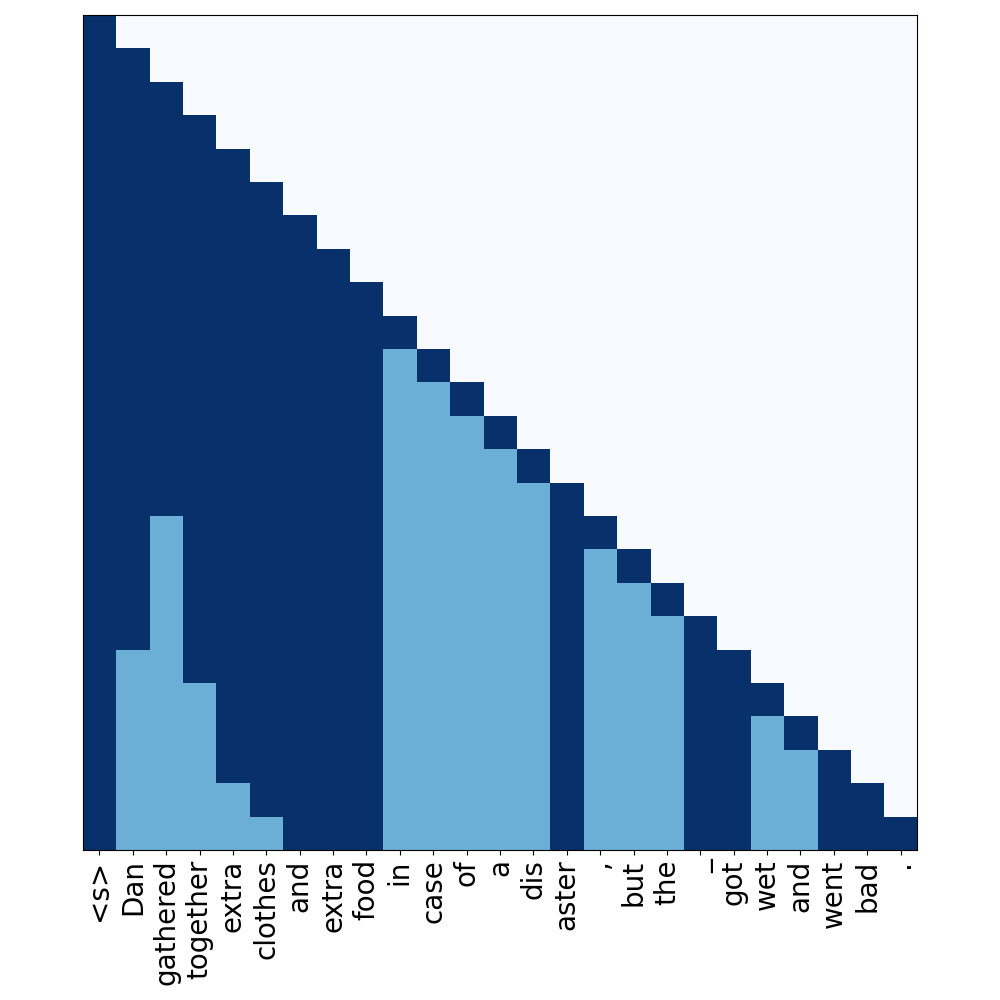 <s>
Dan
gathered
together
extra
clothes
and
extra
food
in
case
of
a
dis
aster
,
but
the
_
got
wet
and
went
bad
.